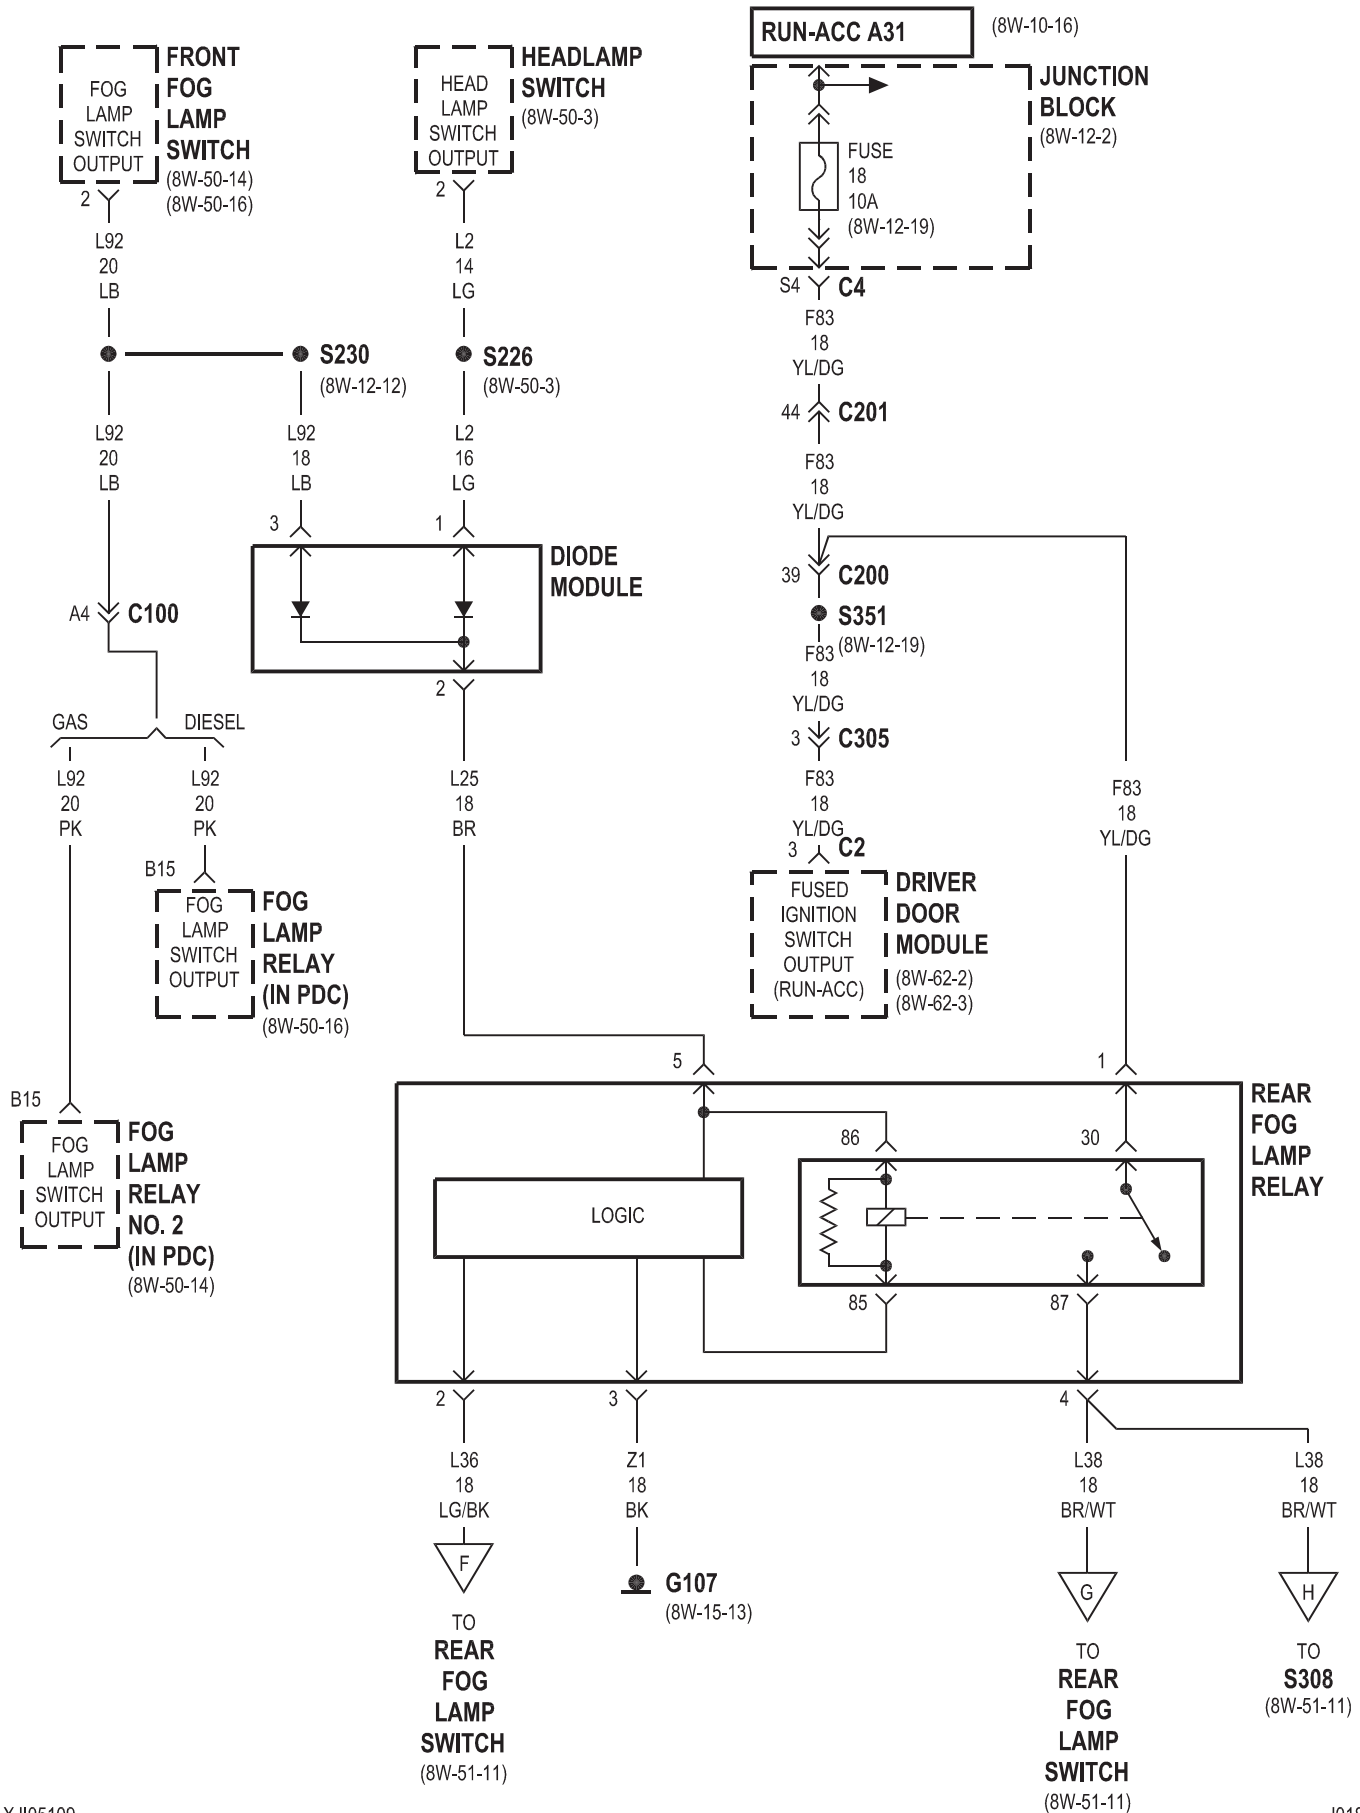 RUN-ACC A31
(8W-10-16)
FRONT
FOG
LAMP
SWITCH
(8W-50-14)
(8W-50-16)
FOG
LAMP
SWITCH
OUTPUT
2
HEADLAMP
SWITCH
(8W-50-3)
HEAD
LAMP
SWITCH
OUTPUT
2
JUNCTION
BLOCK
(8W-12-2)
FUSE
18
10A
(8W-12-19)
S4
C4
L92
20
LB
L2
14
LG
F83
18
YL/DG
S230
(8W-12-12)
S226
(8W-50-3)
44
C201
L92
20
LB
L92
18
LB
L2
16
LG
F83
18
YL/DG
3
1
DIODE
MODULE
39
C200
S351
(8W-12-19)
A4
C100
F83
18
YL/DG
2
GAS
DIESEL
3
C305
L92
20
PK
L92
20
PK
L25
18
BR
F83
18
YL/DG
F83
18
YL/DG
3
C2
B15
FOG
LAMP
SWITCH
OUTPUT
FOG
LAMP
RELAY
(IN PDC)
(8W-50-16)
FUSED
IGNITION
SWITCH
OUTPUT
(RUN-ACC)
DRIVER
DOOR
MODULE
(8W-62-2)
(8W-62-3)
5
1
B15
FOG
LAMP
SWITCH
OUTPUT
FOG
LAMP
RELAY
NO. 2
(IN PDC)
(8W-50-14)
REAR
FOG
LAMP
RELAY
86
30
LOGIC
85
87
2
3
4
L36
18
LG/BK
Z1
18
BK
L38
18
BR/WT
L38
18
BR/WT
F
G107
(8W-15-13)
G
H
TO
REAR
FOG
LAMP
SWITCH
(8W-51-11)
TO
REAR
FOG
LAMP
SWITCH
(8W-51-11)
TO
S308
(8W-51-11)